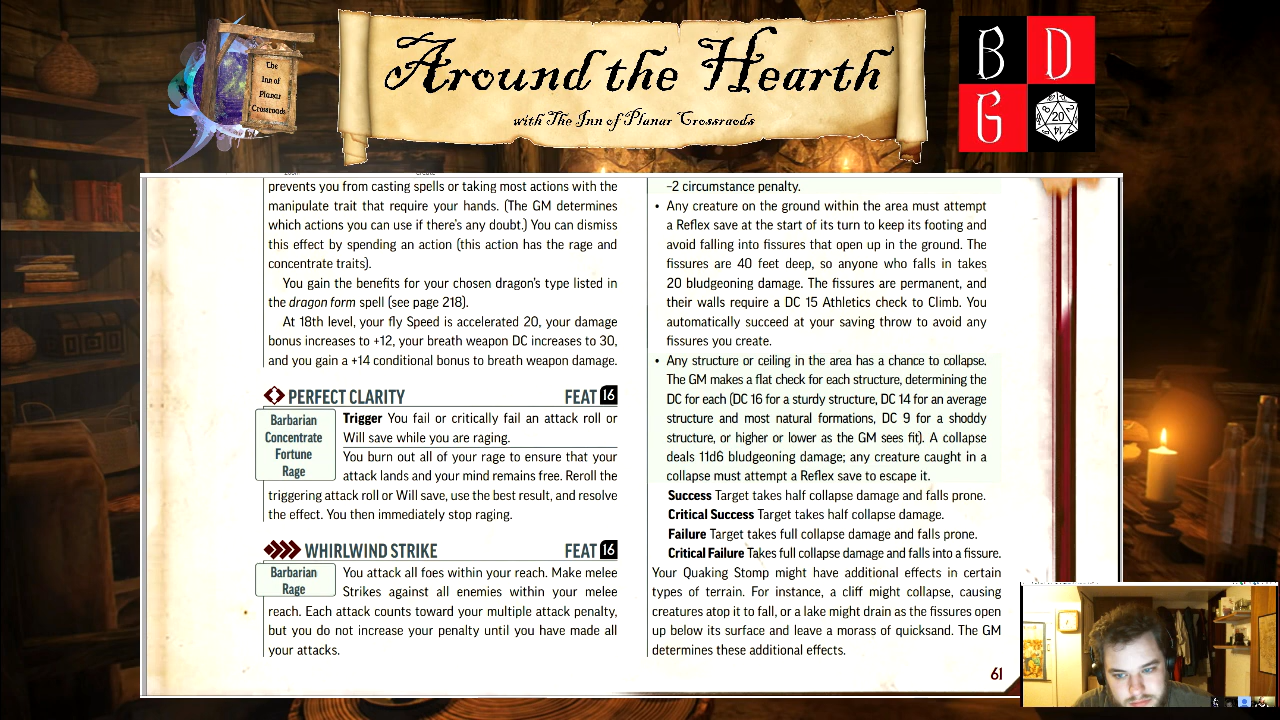 The
Inn of
Planar
Crossroads
Around the Hearth
with The Inn of Planar Crossraods
B D
G 20
14
prevents you from casting spells or taking most actions with the
manipulate trait that require your hands. (The GM determines
which actions you can use if there's any doubt.) You can dismiss
this effect by spending an action (this action has the rage and
concentrate traits).
You gain the benefits for your chosen dragon's type listed in
the dragon form spell (see page 218).
At 18th level, your fly Speed is accelerated 20, your damage
bonus increases to +12, your breath weapon DC increases to 30,
and you gain a +14 conditional bonus to breath weapon damage.
PERFECT CLARITY FEAT 16
Barbarian
Concentrate
Fortune
Rage
Trigger You fail or critically fail an attack roll or
Will save while you are raging.
You burn out all of your rage to ensure that your
attack lands and your mind remains free. Reroll the
triggering attack roll or Will save, use the best result, and resolve
the effect. You then immediately stop raging.
WHIRLWIND STRIKE FEAT 16
Barbarian
Rage
You attack all foes within your reach. Make melee
Strikes against all enemies within your melee
reach. Each attack counts toward your multiple attack penalty,
but you do not increase your penalty until you have made all
your attacks.
–2 circumstance penalty.
• Any creature on the ground within the area must attempt
a Reflex save at the start of its turn to keep its footing and
avoid falling into fissures that open up in the ground. The
fissures are 40 feet deep, so anyone who falls in takes
20 bludgeoning damage. The fissures are permanent, and
their walls require a DC 15 Athletics check to Climb. You
automatically succeed at your saving throw to avoid any
fissures you create.
• Any structure or ceiling in the area has a chance to collapse.
The GM makes a flat check for each structure, determining the
DC for each (DC 16 for a sturdy structure, DC 14 for an average
structure and most natural formations, DC 9 for a shoddy
structure, or higher or lower as the GM sees fit). A collapse
deals 11d6 bludgeoning damage; any creature caught in a
collapse must attempt a Reflex save to escape it.
Success Target takes half collapse damage and falls prone.
Critical Success Target takes half collapse damage.
Failure Target takes full collapse damage and falls prone.
Critical Failure Takes full collapse damage and falls into a fissure.
Your Quaking Stomp might have additional effects in certain
types of terrain. For instance, a cliff might collapse, causing
creatures atop it to fall, or a lake might drain as the fissures open
up below its surface and leave a morass of quicksand. The GM
determines these additional effects.
61